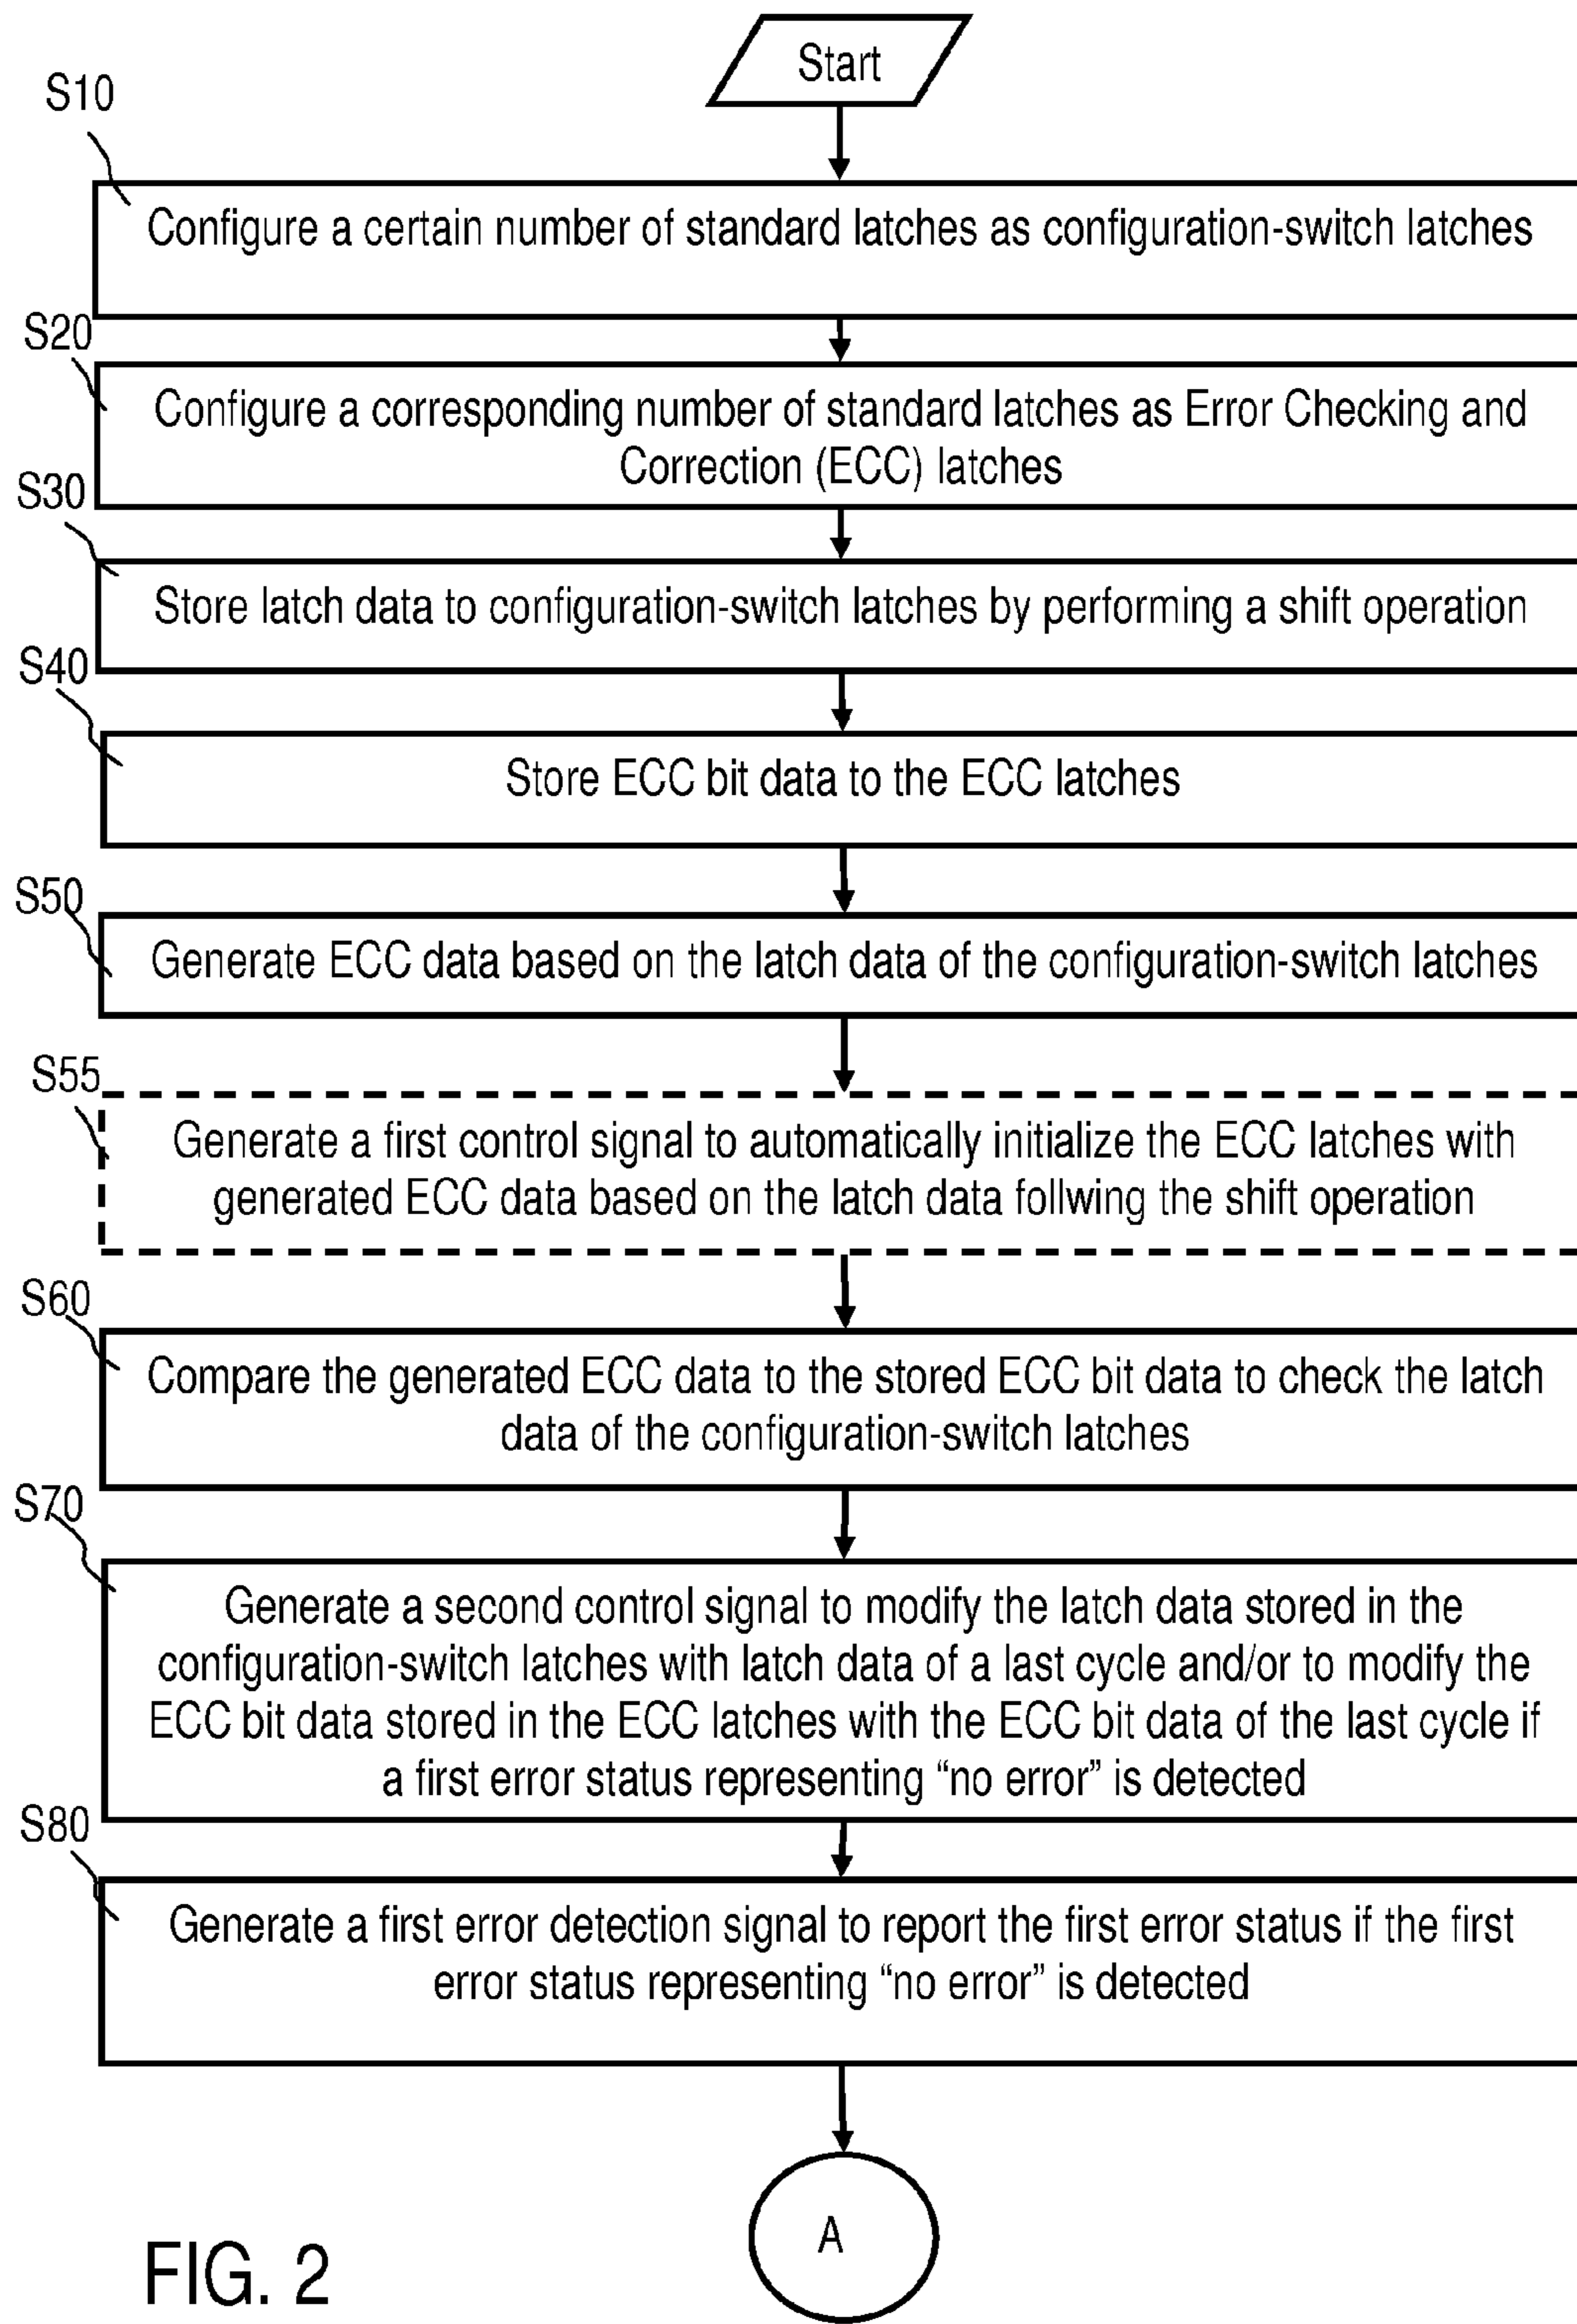 Start
S10
Configure a certain number of standard latches as configuration-switch latches
S20
Configure a corresponding number of standard latches as Error Checking and
Correction (ECC) latches
S30
Store latch data to configuration-switch latches by performing a shift operation
S40
Store ECC bit data to the ECC latches
S50
Generate ECC data based on the latch data of the configuration-switch latches
S55
Generate a first control signal to automatically initialize the ECC latches with
generated ECC data based on the latch data follwing the shift operation
S60
Compare the generated ECC data to the stored ECC bit data to check the latch
data of the configuration-switch latches
S70
Generate a second control signal to modify the latch data stored in the
configuration-switch latches with latch data of a last cycle and/or to modify the
ECC bit data stored in the ECC latches with the ECC bit data of the last cycle if
a first error status representing “no error” is detected
S80
Generate a first error detection signal to report the first error status if the first
error status representing “no error” is detected
A
FIG. 2